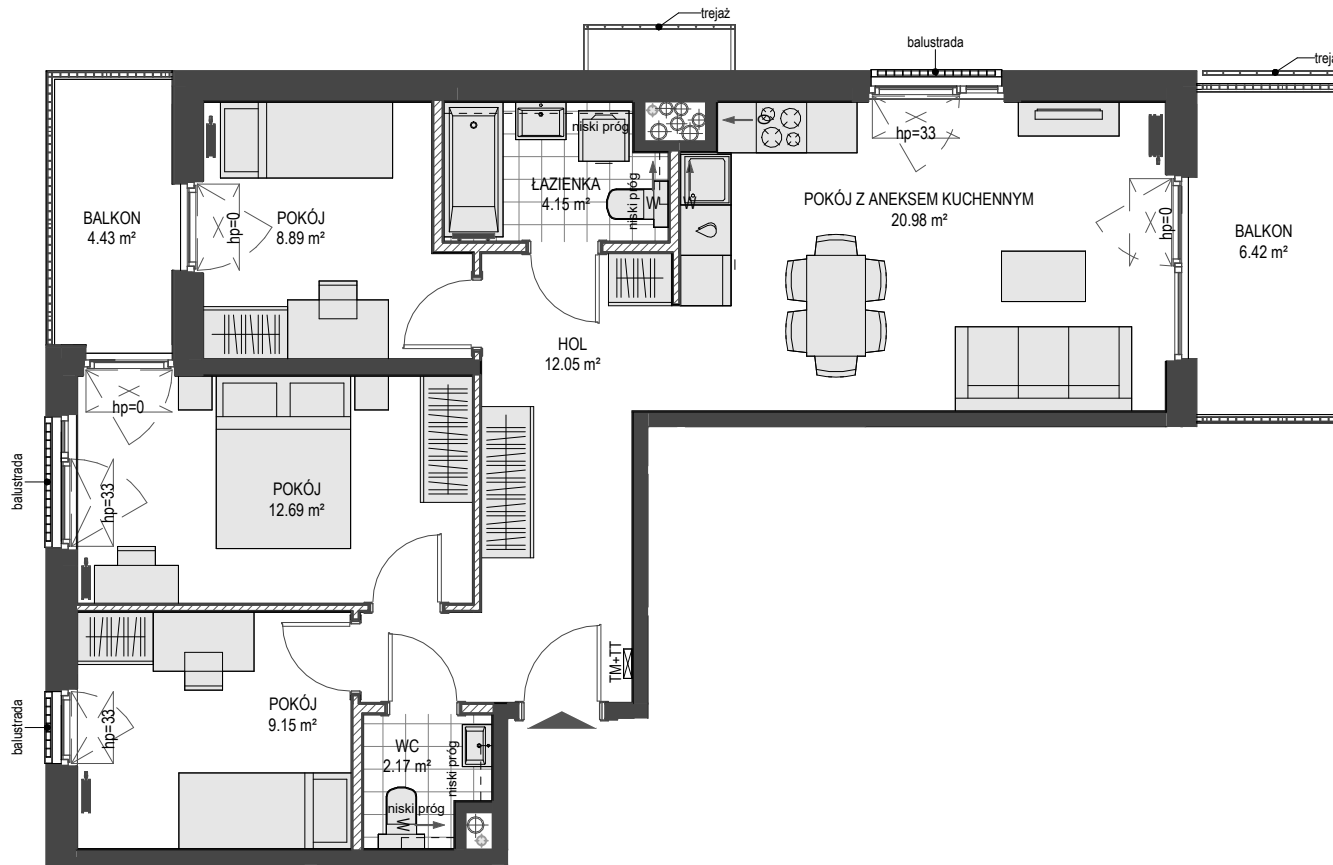 trejaż
balustrada
trej
niski próg
hp=33
ŁAZIENKA
4.15 m²
niski próg
W
W
POKÓJ Z ANEKSEM KUCHENNYM
20.98 m²
BALKON
4.43 m²
hp=0
POKÓJ
8.89 m²
hp=0
BALKON
6.42 m²
HOL
12.05 m²
hp=0
balustrada
hp=33
POKÓJ
12.69 m²
TM+TT
balustrada
hp=33
POKÓJ
9.15 m²
WC
2.17 m²
niski próg
niski próg
W